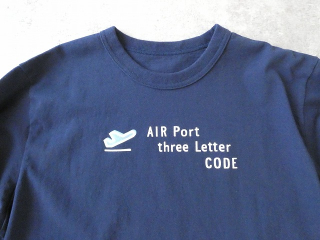 AIR Port
three Letter
CODE